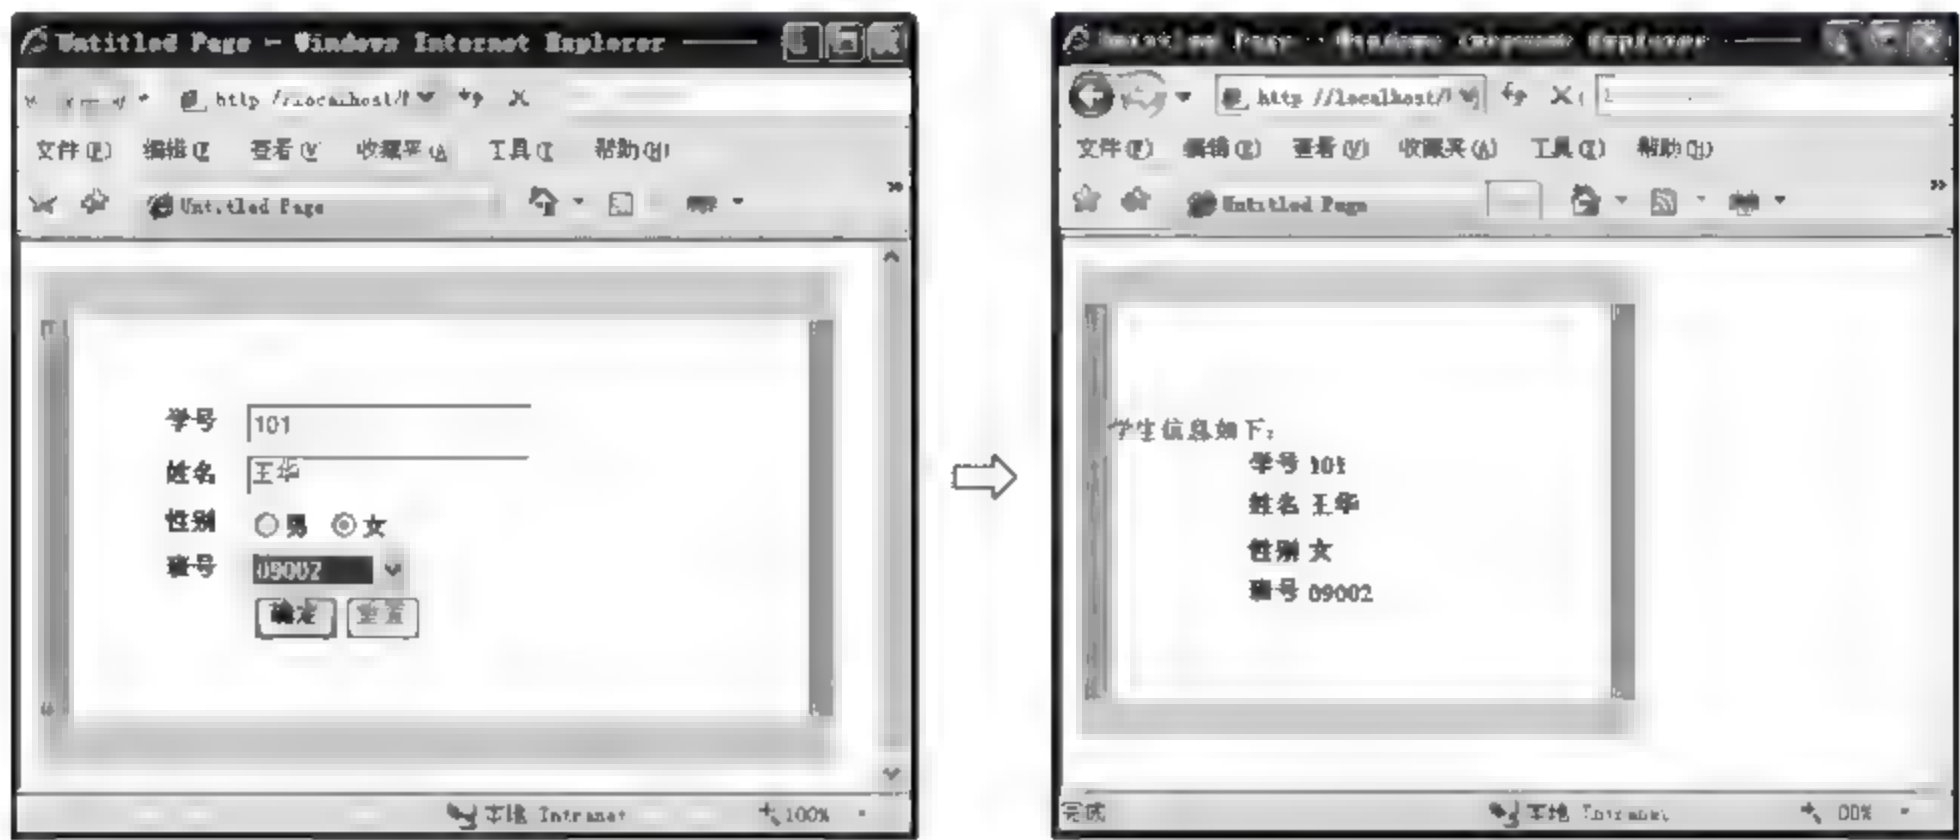 Untitled Page - Windows Internet Explorer
http //localhost/
文件(F) 编辑(E 查看(V 收藏夹(A 工具(T 帮助(H)
Untitled Page
学号 101
姓名 王华
性别 男 女
班号 09002
确定 重置
本地 Intranet 100%
http //localhost/
文件(F) 编辑(E) 查看(V) 收藏夹(A) 工具(T) 帮助(H)
Untitled Page
学生信息如下:
学号 101
姓名 王华
性别 女
班号 09002
完成 本地 Intranet 00%